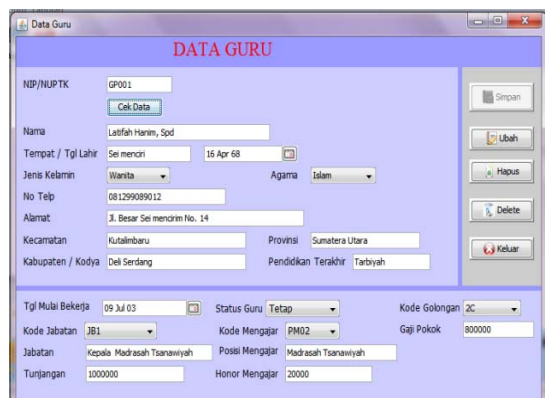 Data Guru
DATA GURU
NIP/NUPTK GP001
Cek Data
Simpan
Nama Latifah Hanim, Spd
Ubah
Tempat / Tgl Lahir Sei menciri 16 Apr 68
Jenis Kelamin Wanita Agama Islam
Hapus
No Telp 081299089012
Alamat Jl. Besar Sei mencirim No. 14
Delete
Kecamatan Kutalimbaru Provinsi Sumatera Utara
Kabupaten / Kodya Deli Serdang Pendidikan Terakhir Tarbiyah
Keluar
Tgl Mulai Bekerja 09 Jul 03 Status Guru Tetap Kode Golongan 2C
Kode Jabatan JB1 Kode Mengajar PM02 Gaji Pokok 800000
Jabatan Kepala Madrasah Tsanawiyah Posisi Mengajar Madrasah Tsanawiyah
Tunjangan 1000000 Honor Mengajar 20000